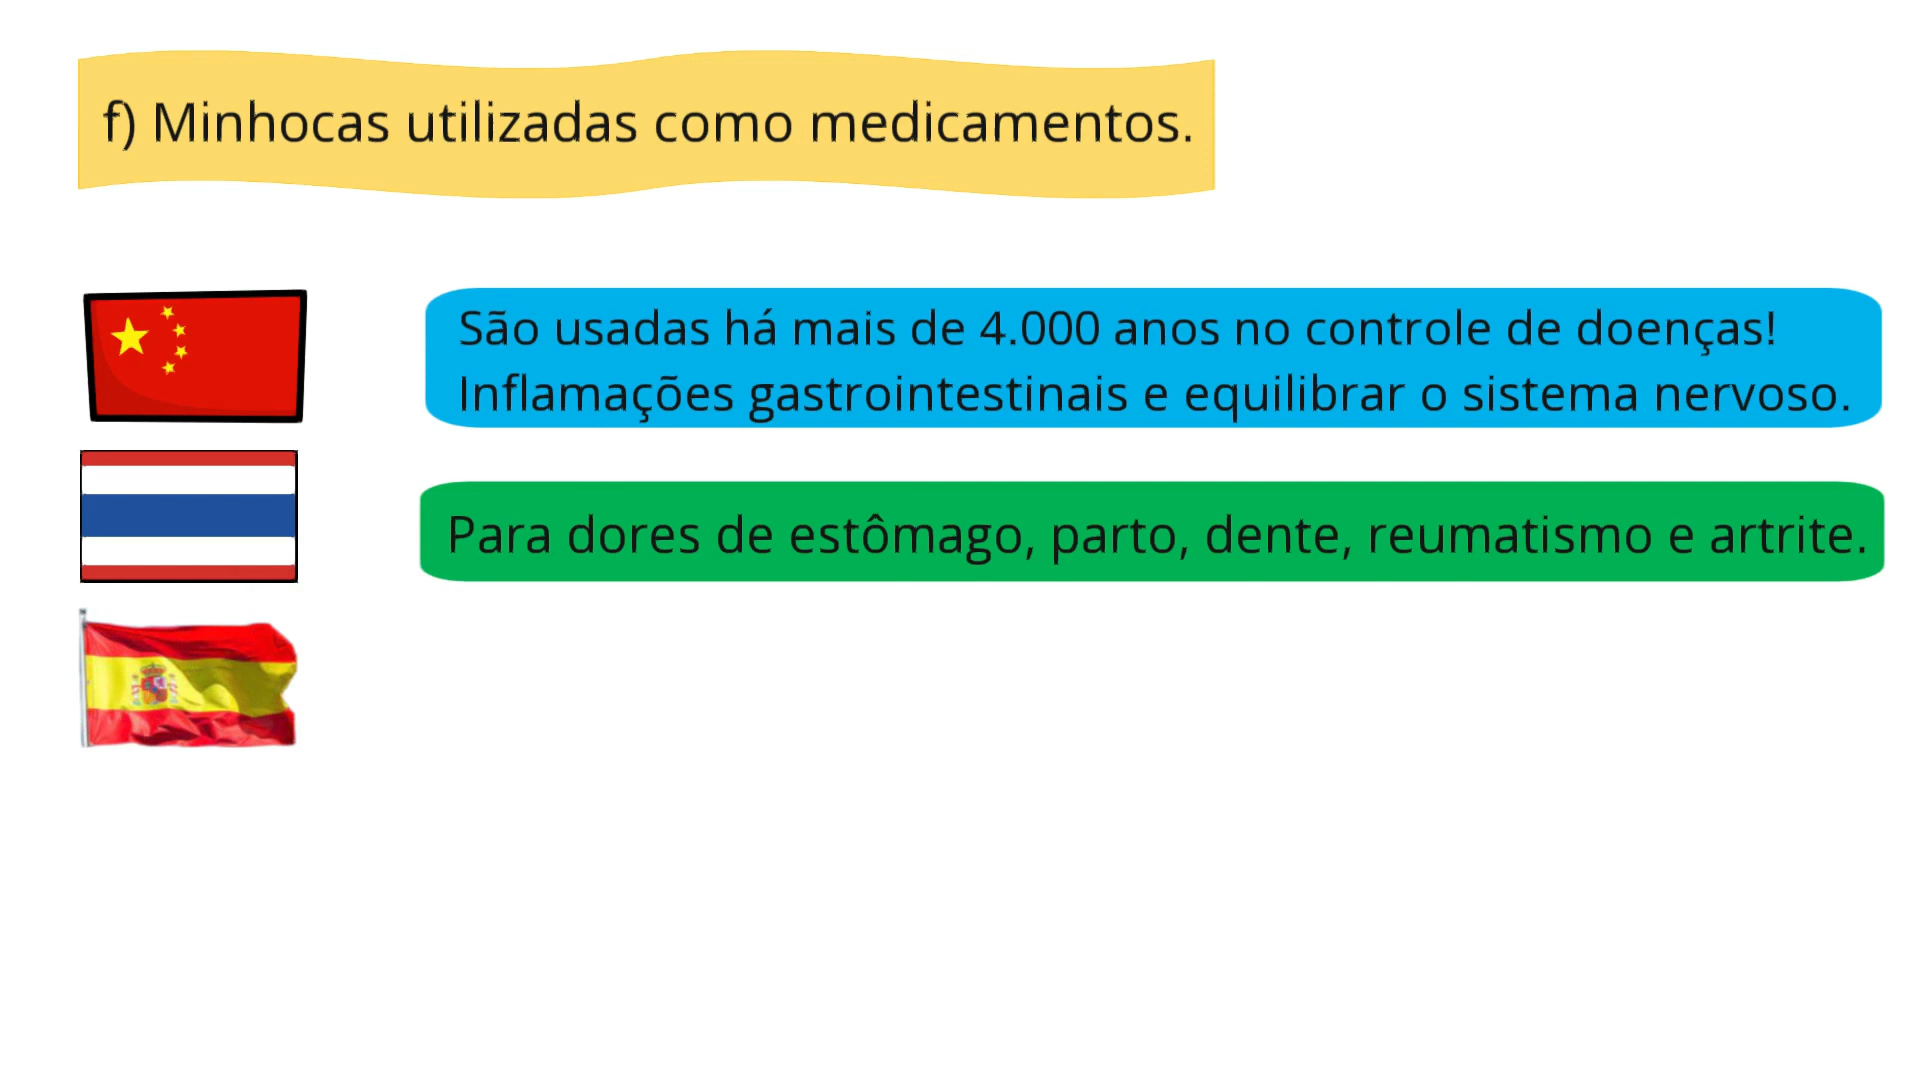 f) Minhocas utilizadas como medicamentos.
São usadas há mais de 4.000 anos no controle de doenças!
Inflamações gastrointestinais e equilibrar o sistema nervoso.
Para dores de estômago, parto, dente, reumatismo e artrite.